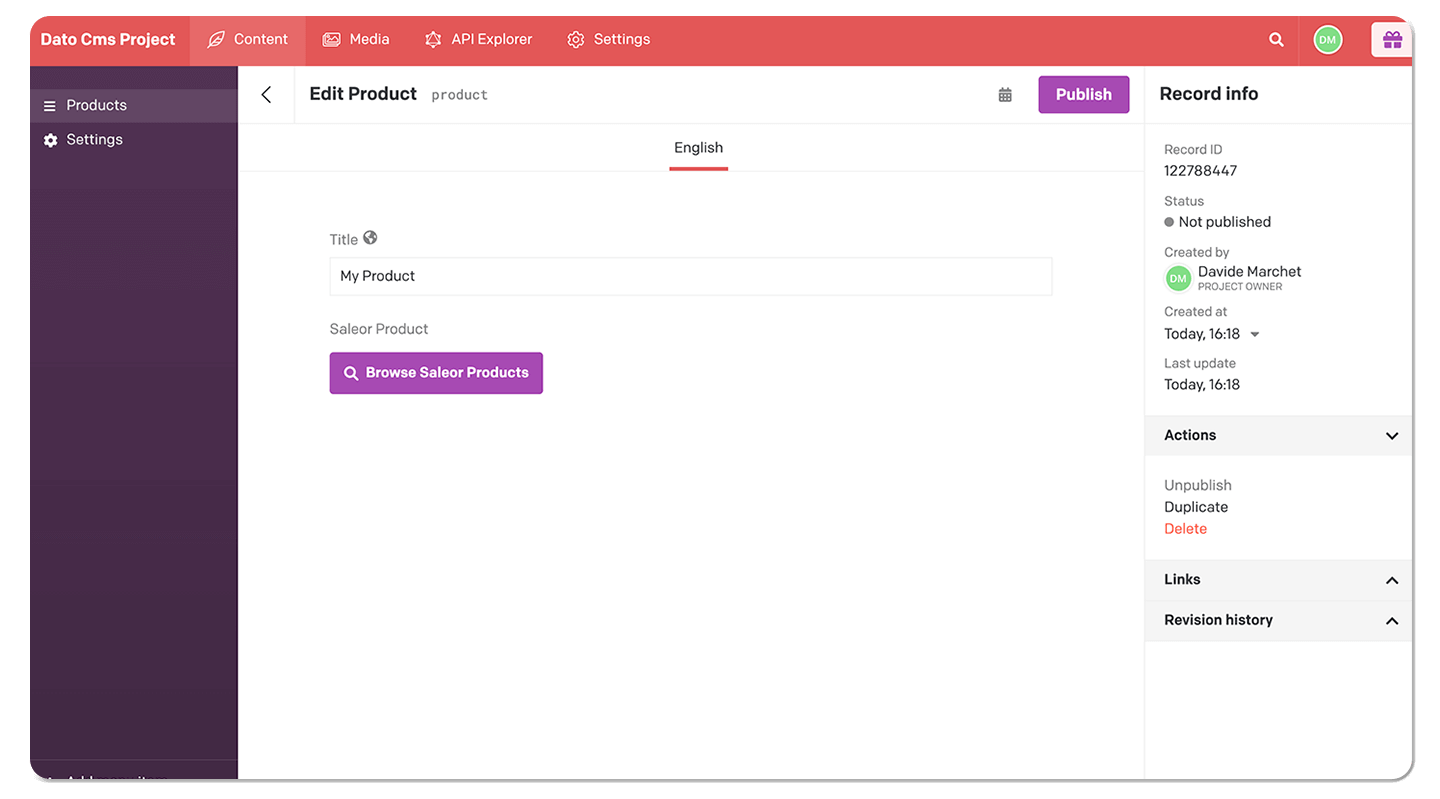 Dato Cms Project Content Media API Explorer Settings DM
Products
Settings
Edit Product product Publish
English
Title
My Product
Saleor Product
Browse Saleor Products
Record info
Record ID
122788447
Status
Not published
Created by
DM Davide Marchet
PROJECT OWNER
Created at
Today, 16:18
Last update
Today, 16:18
Actions
Unpublish
Duplicate
Delete
Links
Revision history